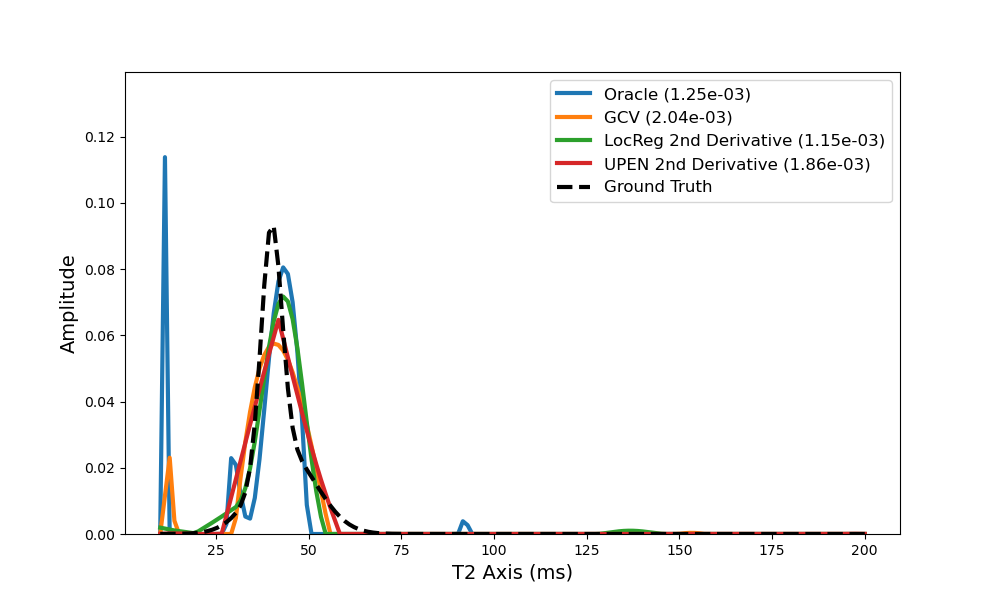 Oracle (1.25e-03)
GCV (2.04e-03)
LocReg 2nd Derivative (1.15e-03)
UPEN 2nd Derivative (1.86e-03)
Ground Truth
Amplitude
0.12
0.10
0.08
0.06
0.04
0.02
0.00
25 50 75 100 125 150 175 200
T2 Axis (ms)